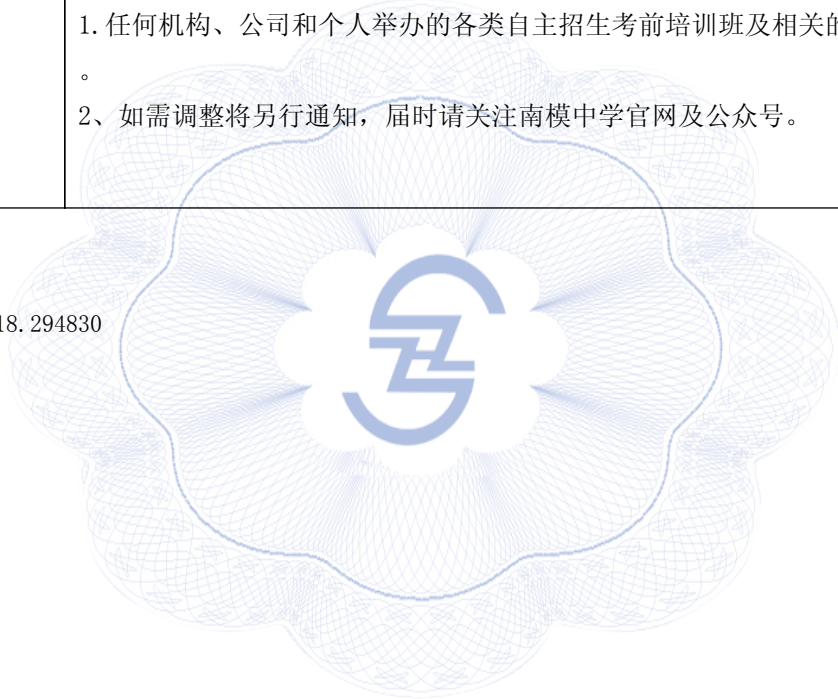 1.任何机构、公司和个人举办的各类自主招生考前培训班及相关
。
2、如需调整将另行通知，届时请关注南模中学官网及公众号。
18.294830